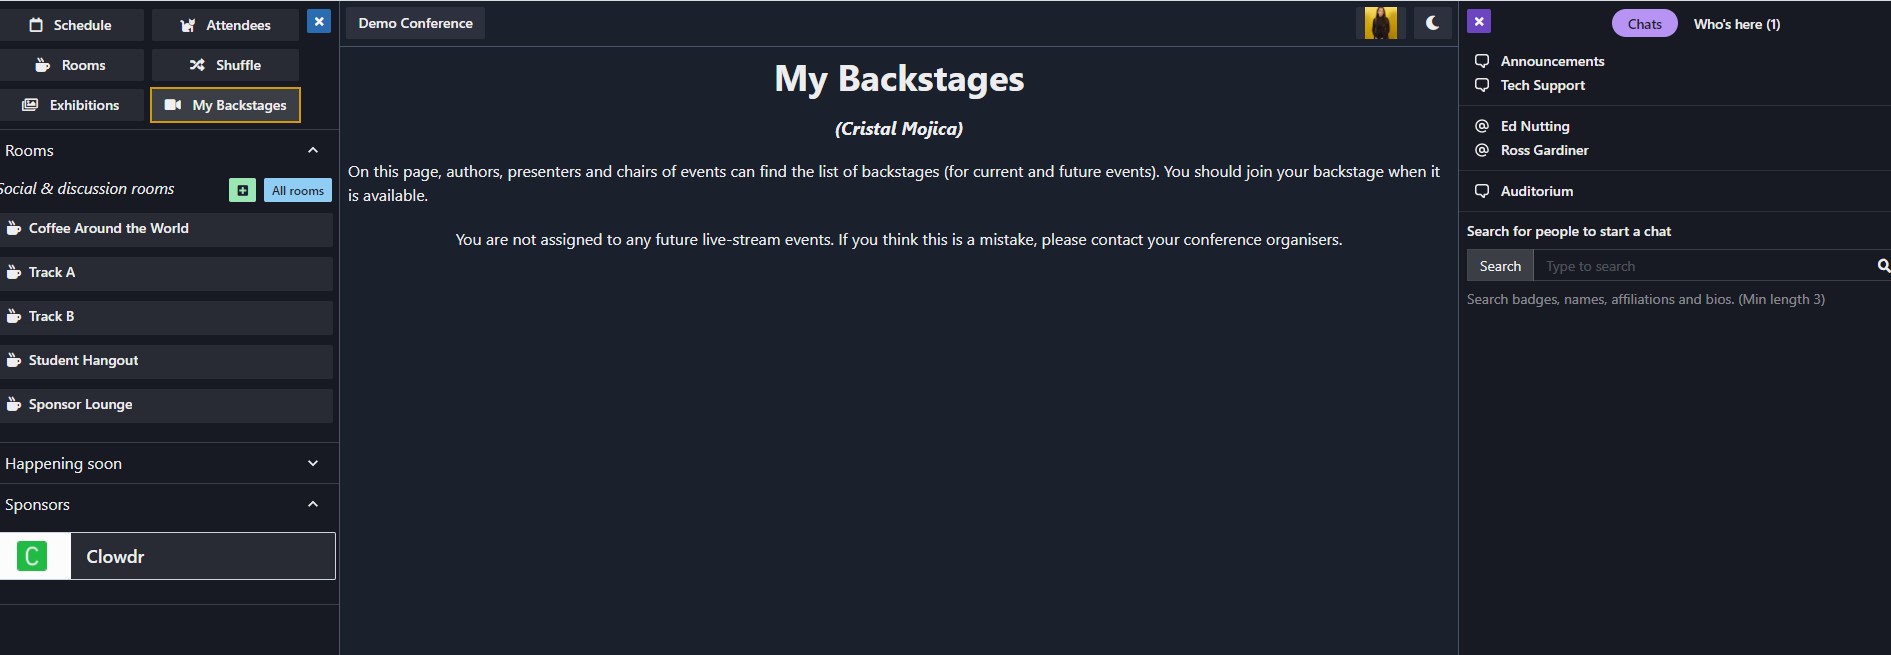 Schedule
Attendees
Rooms
Shuffle
Exhibitions
My Backstages
Rooms
Social & discussion rooms
All rooms
Coffee Around the World
Track A
Track B
Student Hangout
Sponsor Lounge
Happening soon
Sponsors
C
Clowdr
Demo Conference
My Backstages
(Cristal Mojica)
On this page, authors, presenters and chairs of events can find the list of backstages (for current and future events). You should join your backstage when it
is available.
You are not assigned to any future live-stream events. If you think this is a mistake, please contact your conference organisers.
Chats
Who's here (1)
Announcements
Tech Support
Ed Nutting
Ross Gardiner
Auditorium
Search for people to start a chat
Search
Type to search
Search badges, names, affiliations and bios. (Min length 3)